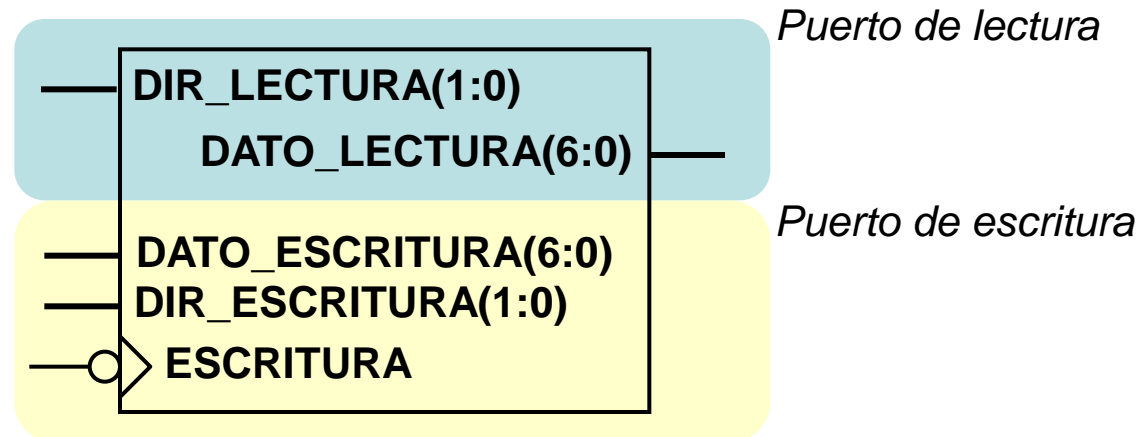 Puerto de lectura
DIR_LECTURA(1:0)
DATO_LECTURA(6:0)
Puerto de escritura
DATO_ESCRITURA(6:0)
DIR_ESCRITURA(1:0)
ESCRITURA